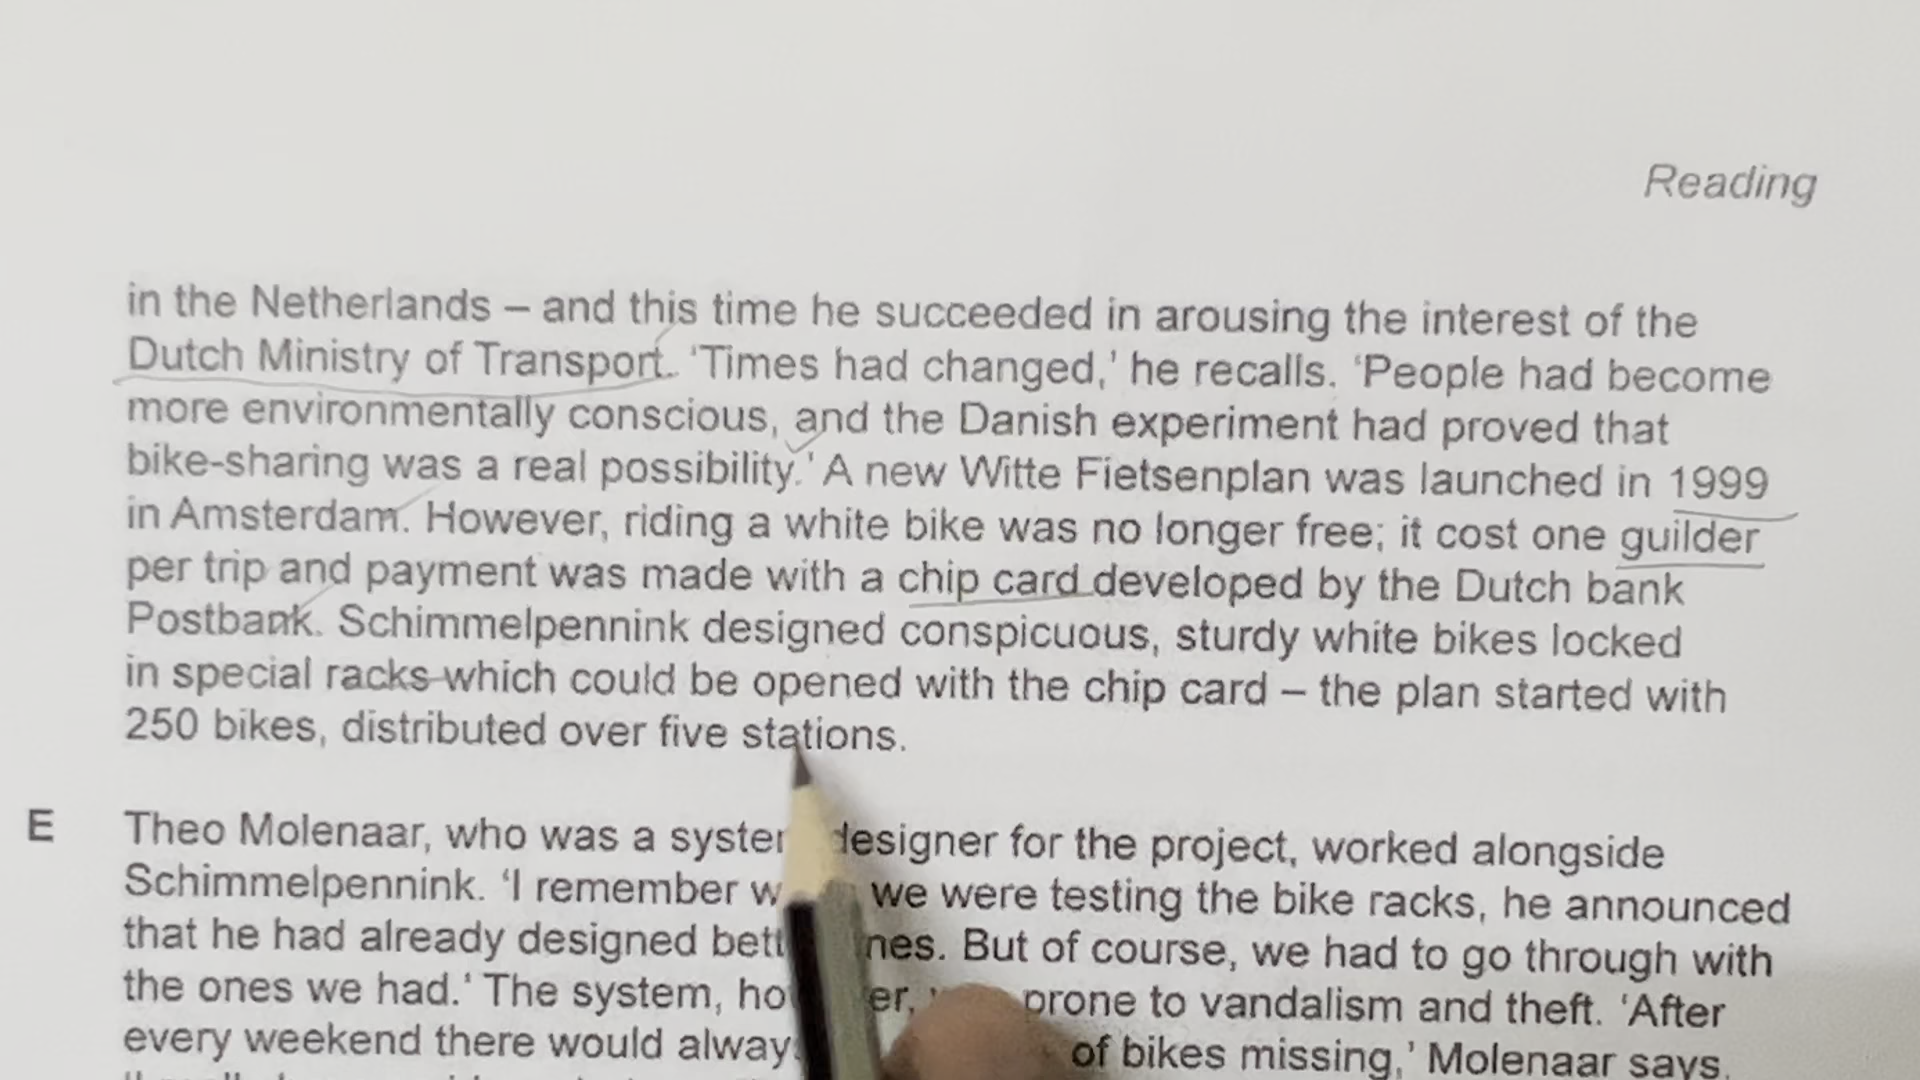 Reading
in the Netherlands – and this time he succeeded in arousing the interest of the
Dutch Ministry of Transport. 'Times had changed,' he recalls. 'People had become
more environmentally conscious, and the Danish experiment had proved that
bike-sharing was a real possibility.' A new Witte Fietsenplan was launched in 1999
in Amsterdam. However, riding a white bike was no longer free; it cost one guilder
per trip and payment was made with a chip card developed by the Dutch bank
Postbank. Schimmelpennink designed conspicuous, sturdy white bikes locked
in special racks which could be opened with the chip card – the plan started with
250 bikes, distributed over five stations.
E Theo Molenaar, who was a system designer for the project, worked alongside
Schimmelpennink. 'I remember we were testing the bike racks, he announced
that he had already designed But of course, we had to go through with
the ones we had.' The system, prone to vandalism and theft. 'After
every weekend there would always of bikes missing,' Molenaar says.